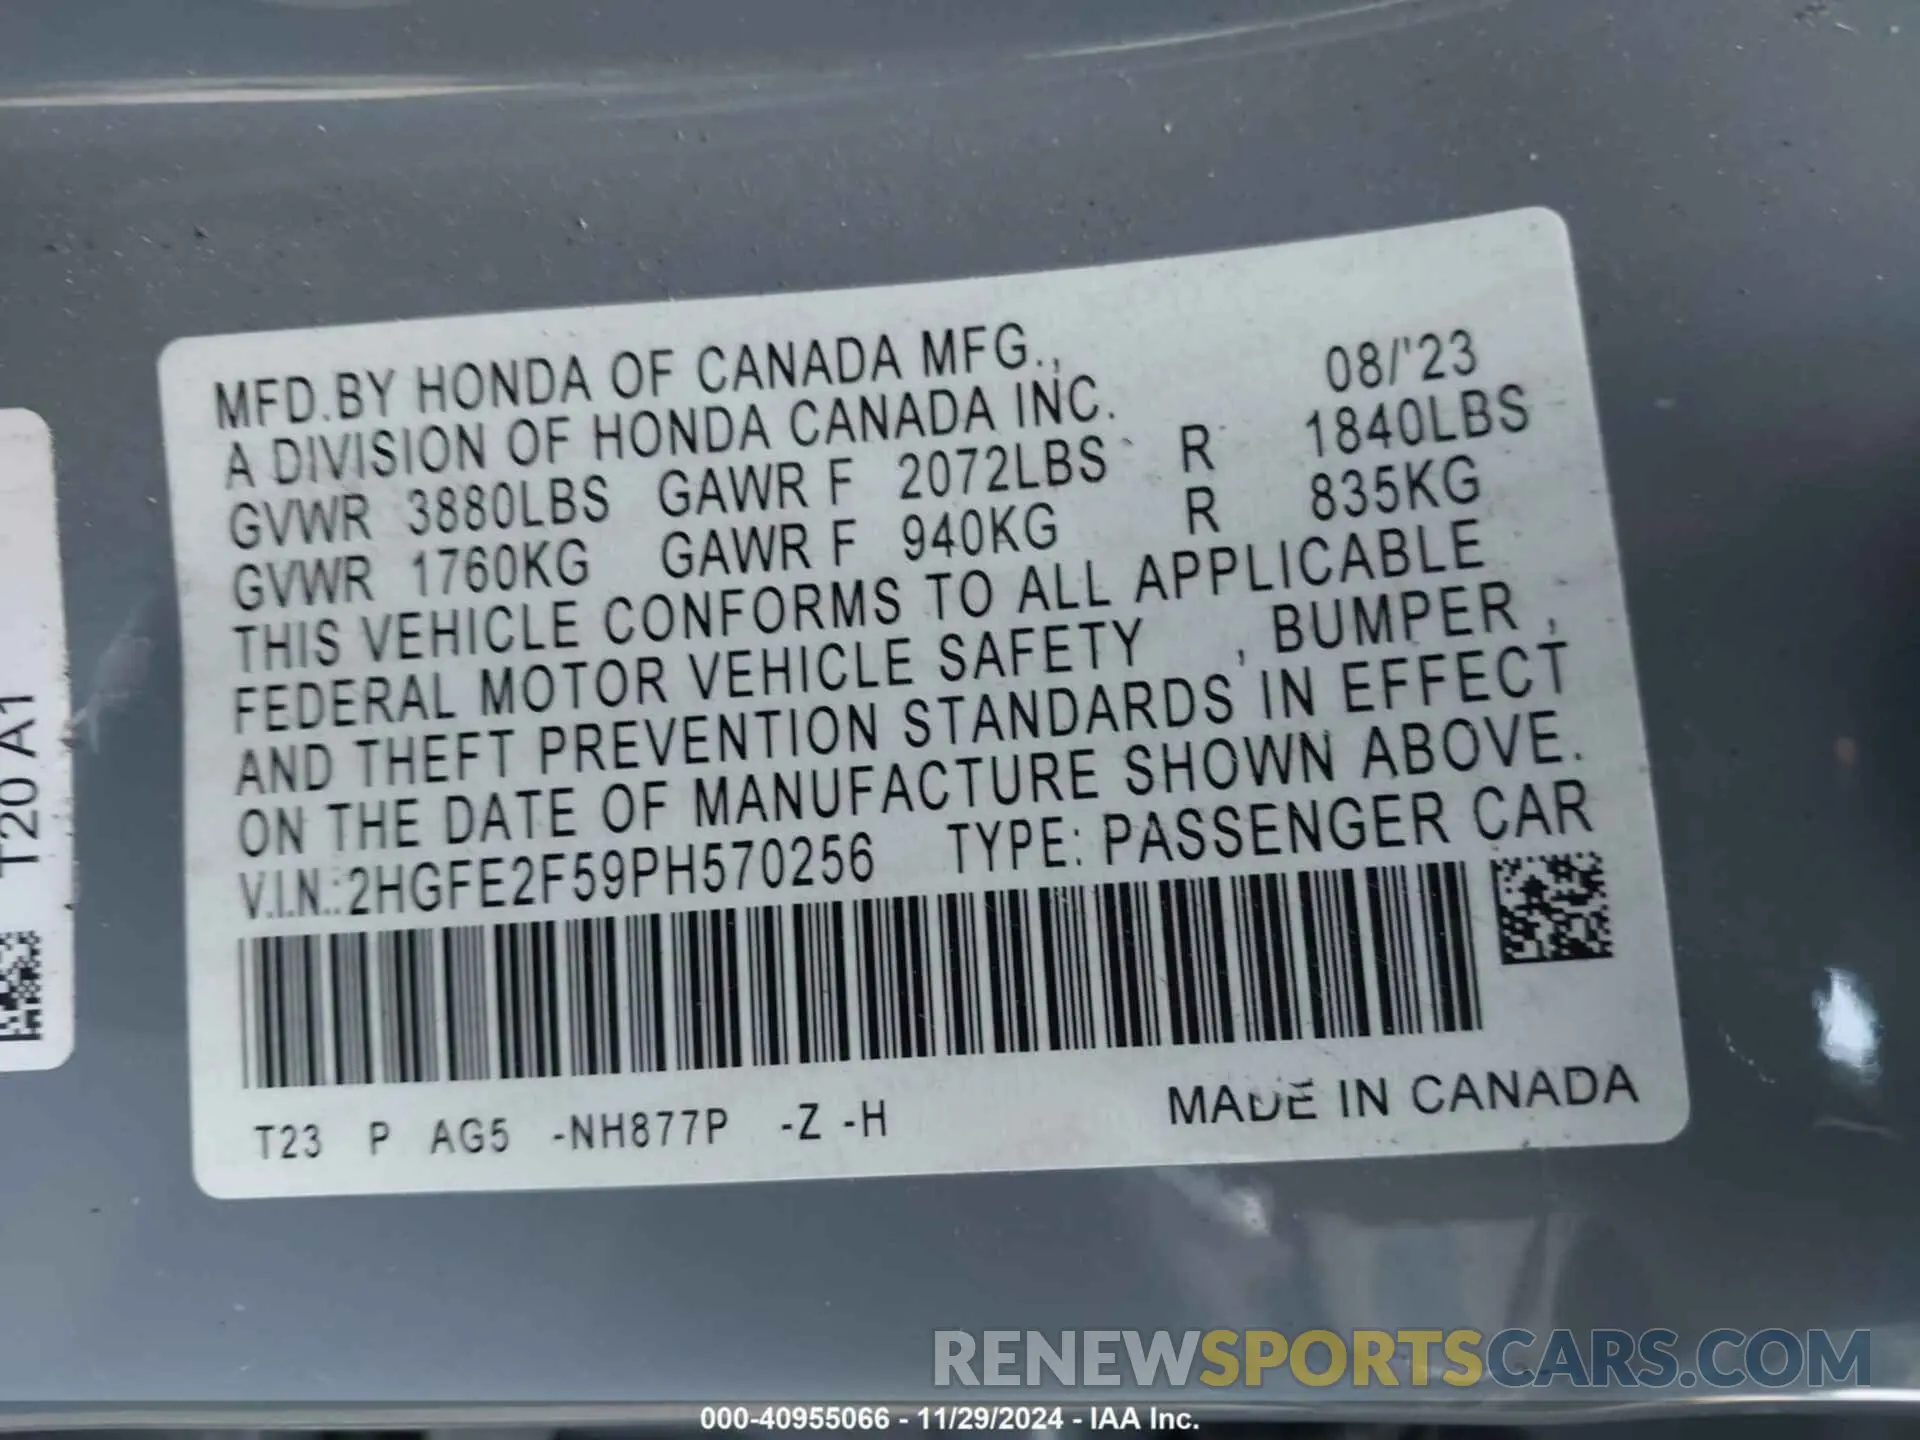 MFD.BY HONDA OF CANADA MFG., 08/'23
A DIVISION OF HONDA CANADA INC.
GVWR 3880LBS GAWR F 2072LBS R 1840LBS
GVWR 1760KG GAWR F 940KG R 835KG
THIS VEHICLE CONFORMS TO ALL APPLICABLE
FEDERAL MOTOR VEHICLE SAFETY , BUMPER ,
AND THEFT PREVENTION STANDARDS IN EFFECT
ON THE DATE OF MANUFACTURE SHOWN ABOVE.
V.I.N.:2HGFE2F59PH570256 TYPE: PASSENGER CAR
T23 P AG5 -NH877P -Z -H MADE IN CANADA
T20 A1
RENEWSPORTSCARS.COM
000-40955066 - 11/29/2024 - IAA Inc.